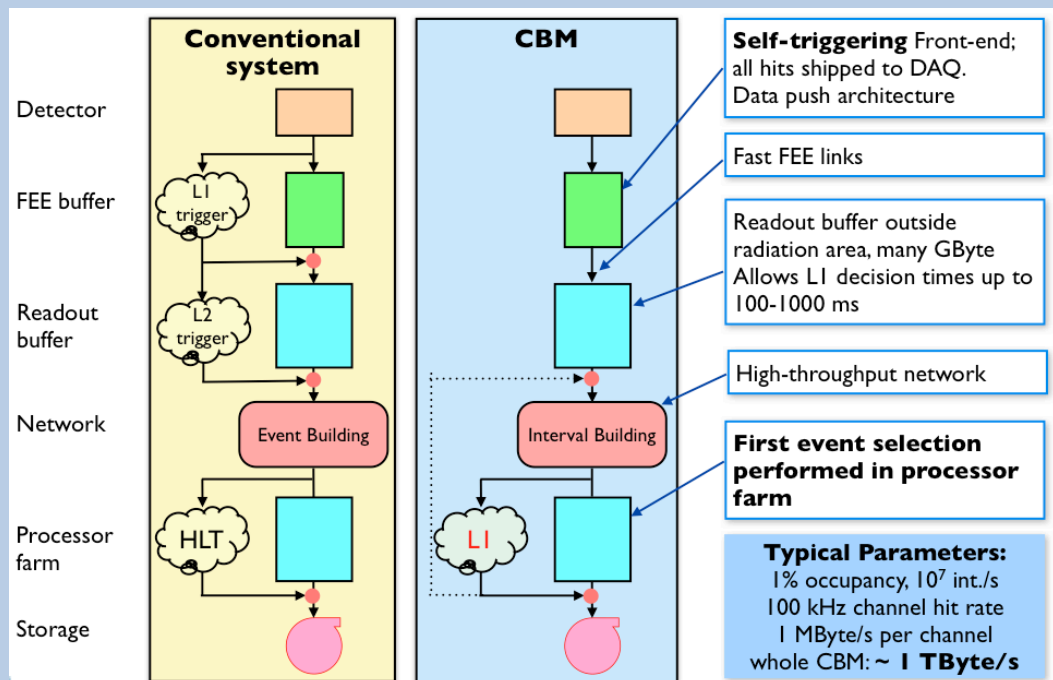 Conventional
system
CBM
Detector
FEE buffer
Readout
buffer
Network
Processor
farm
Storage
L1
trigger
L2
trigger
Event Building
HLT
Interval Building
L1
Self-triggering Front-end;
all hits shipped to DAQ.
Data push architecture
Fast FEE links
Readout buffer outside
radiation area, many GByte
Allows L1 decision times up to
100-1000 ms
High-throughput network
First event selection
performed in processor
farm
Typical Parameters:
1% occupancy, 10⁷ int./s
100 kHz channel hit rate
1 MByte/s per channel
whole CBM: ~ 1 TByte/s